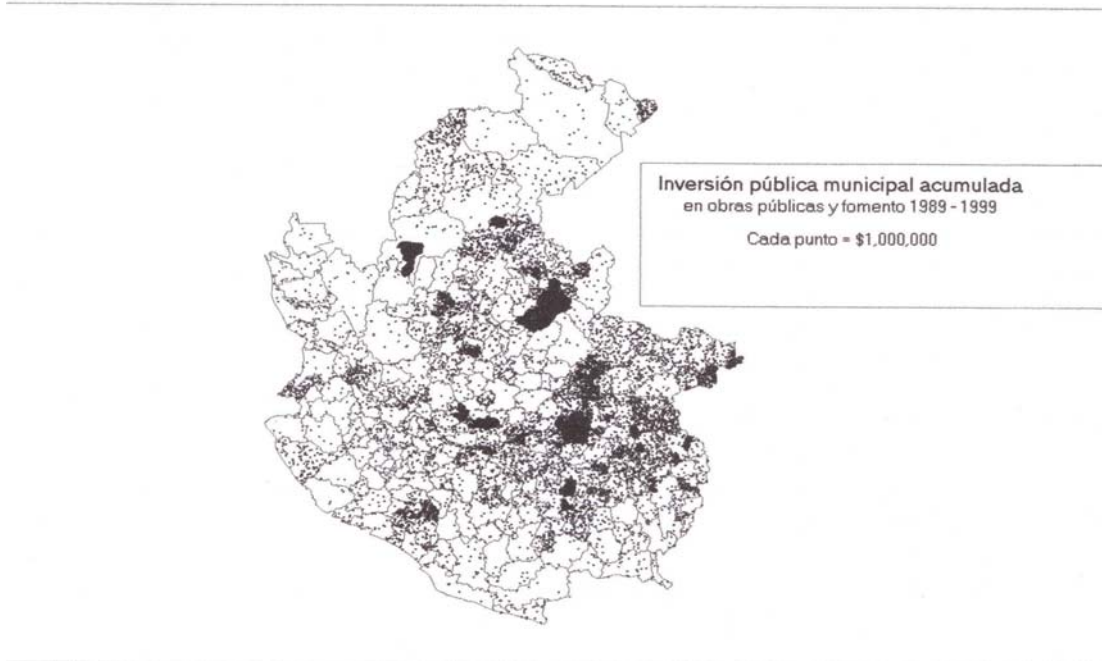 Inversión pública municipal acumulada
en obras públicas y fomento 1989 - 1999
Cada punto = $1,000,000